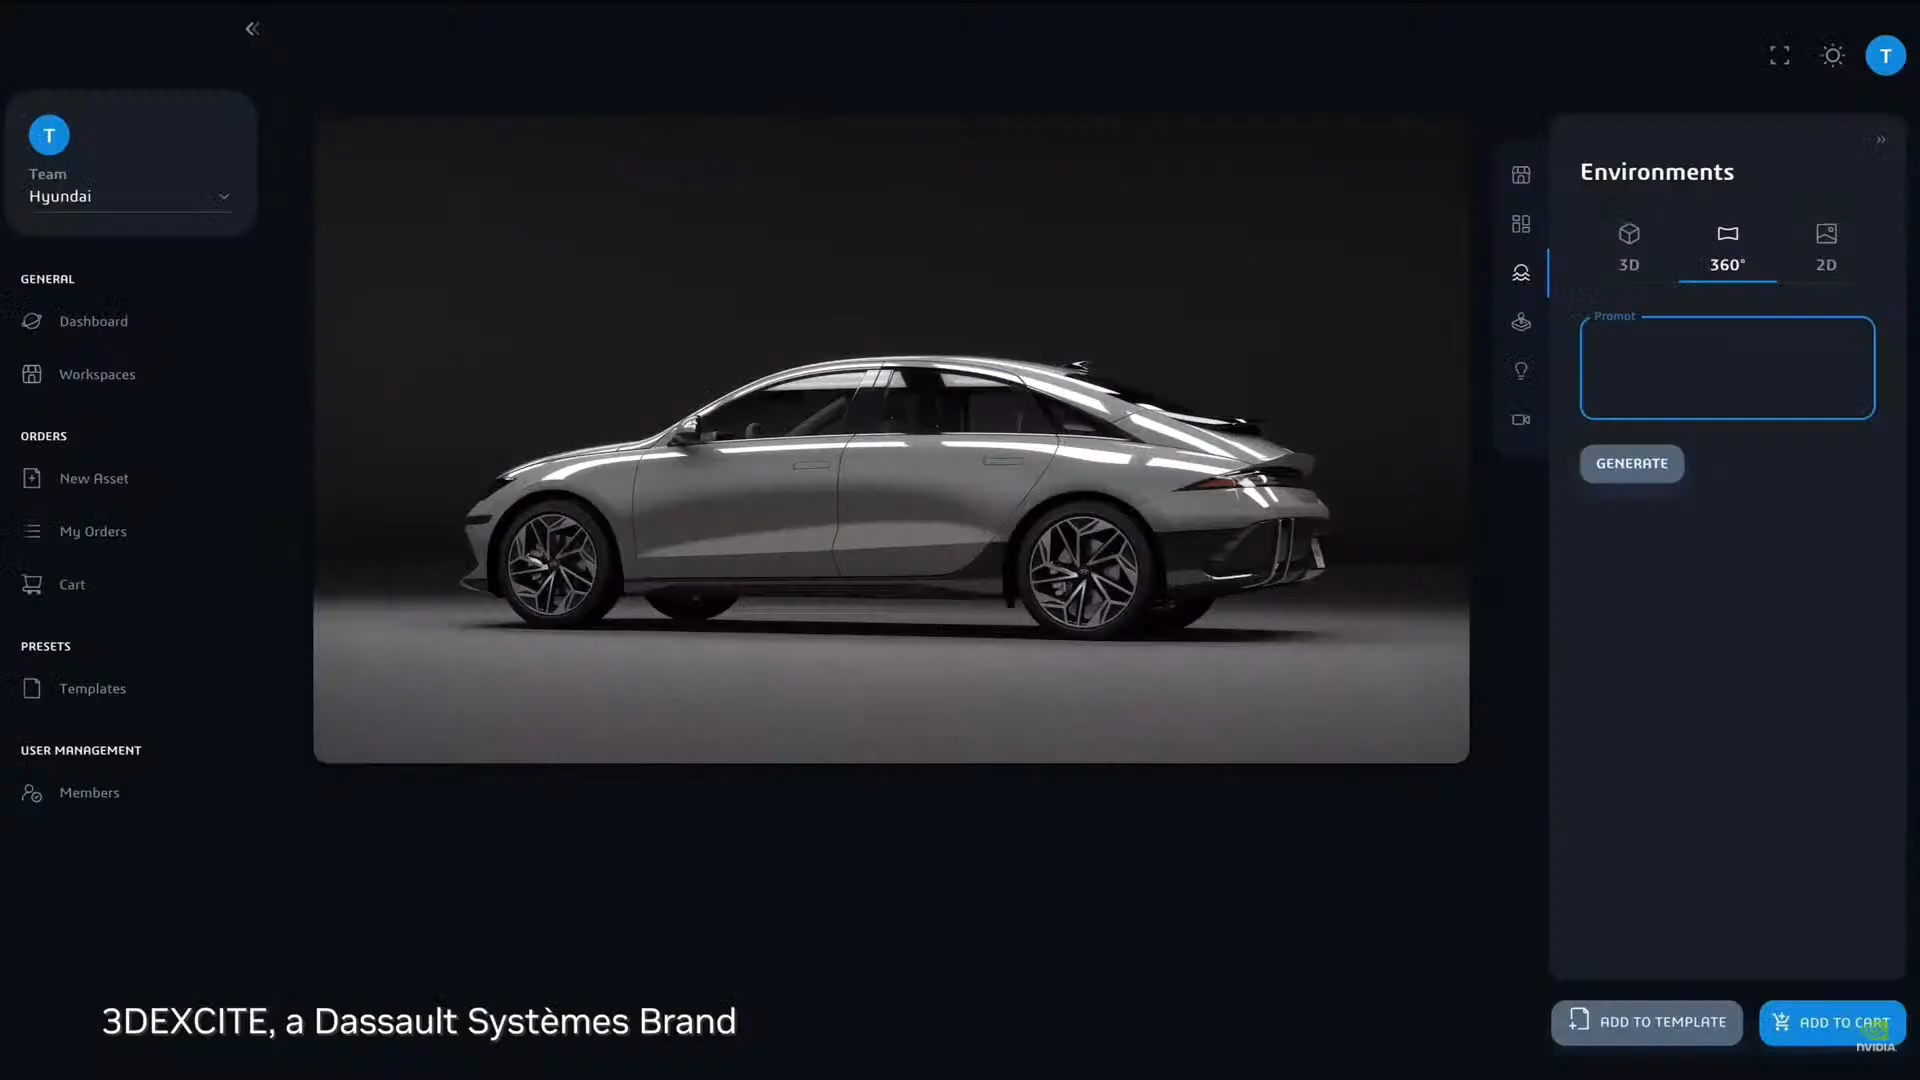 T
T
Team
Hyundai
GENERAL
Dashboard
Workspaces
ORDERS
New Asset
My Orders
Cart
PRESETS
Templates
USER MANAGEMENT
Members
Environments
3D
360°
2D
Prompt
GENERATE
3DEXCITE, a Dassault Systèmes Brand
ADD TO TEMPLATE
ADD TO CART
NVIDIA